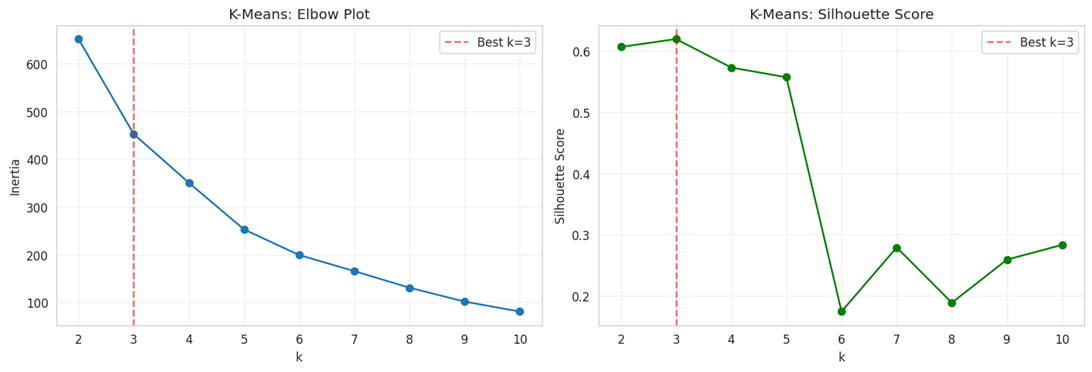 K-Means: Elbow Plot
Best k=3
Inertia
600
500
400
300
200
100
2 3 4 5 6 7 8 9 10
k
K-Means: Silhouette Score
Best k=3
Silhouette Score
0.6
0.5
0.4
0.3
0.2
2 3 4 5 6 7 8 9 10
k